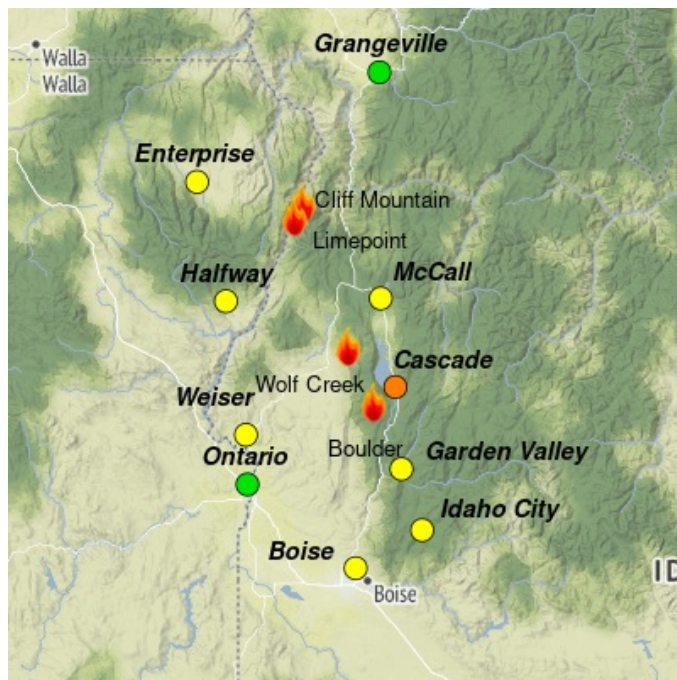 Grangeville
Walla
Walla
Enterprise
Cliff Mountain
Limepoint
Halfway
McCall
Cascade
Wolf Creek
Weiser
Boulder
Garden Valley
Ontario
Idaho City
Boise
ID
Boise